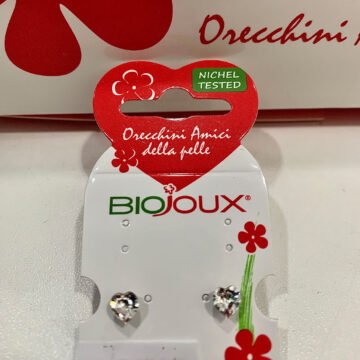 Orecchini A
NICHEL
TESTED
Orecchini Amici
della pelle
BIOJOUX®